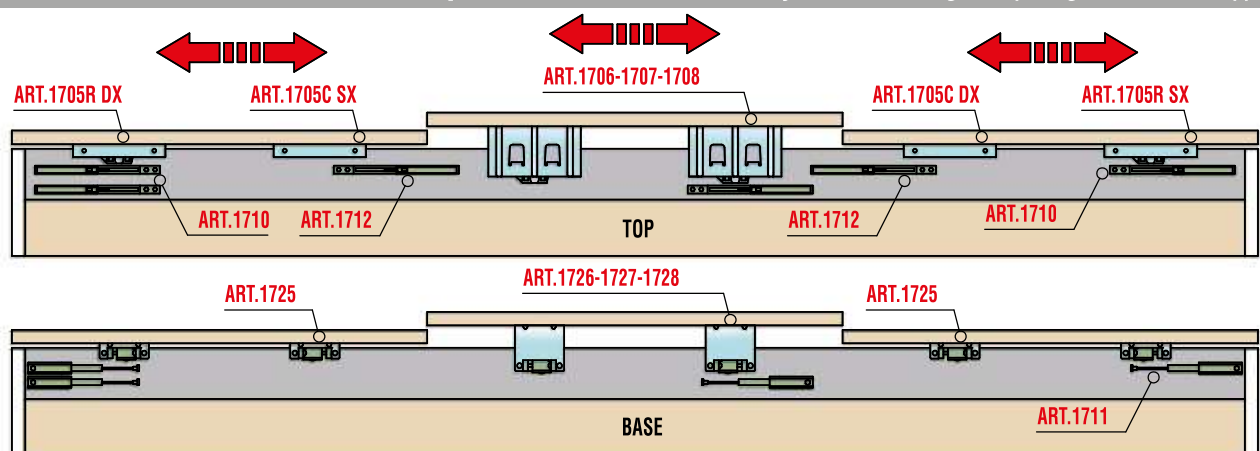 ART.1706-1707-1708
ART.1705R DX
ART.1705C SX
ART.1705C DX
ART.1705R SX
ART.1710
ART.1712
TOP
ART.1712
ART.1710
ART.1726-1727-1728
ART.1725
ART.1725
BASE
ART.1711